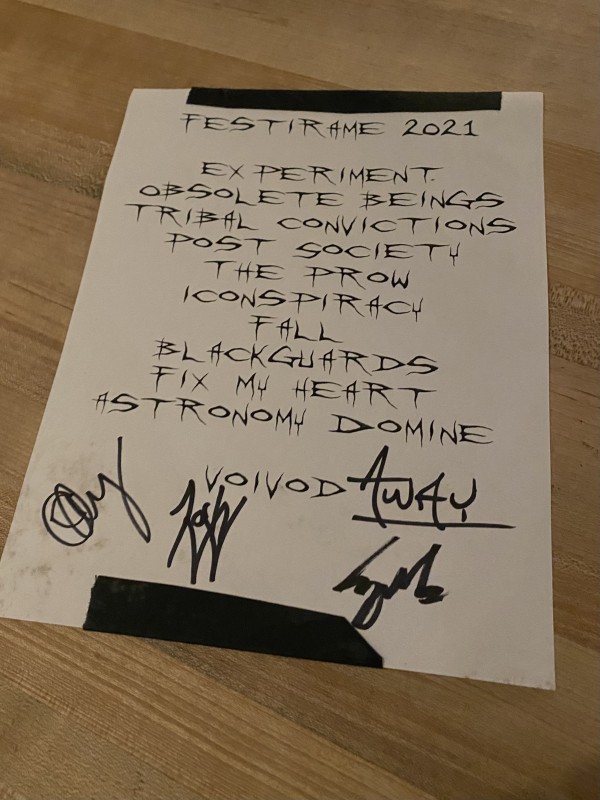 FESTIRAME 2021
EXPERIMENT
OBSOLETE BEINGS
TRIBAL CONVICTIONS
POST SOCIETY
THE PROW
ICONSPIRACY
FALL
BLACKGUARDS
FIX MY HEART
ASTRONOMY DOMINE
VOIVOD AWAY